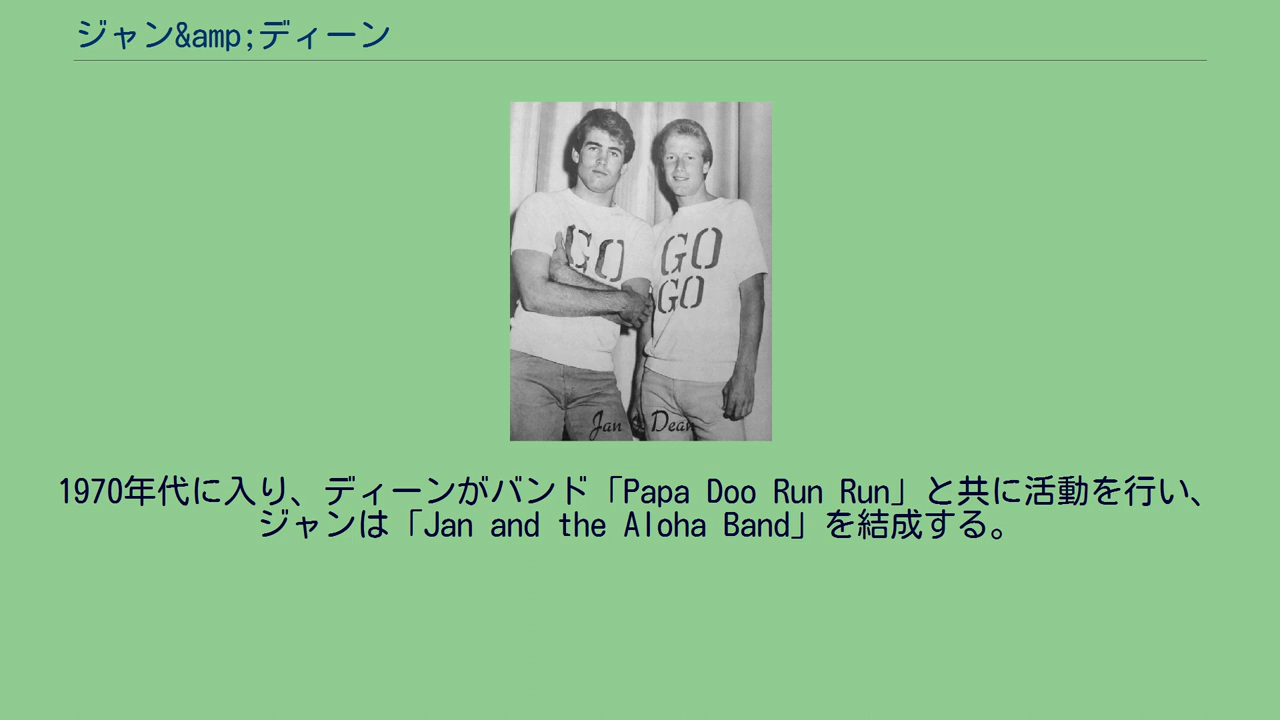 ジャン&amp;ディーン
GO GO
GO GO
Jan & Dean
1970年代に入り、ディーンがバンド「Papa Doo Run Run」と共に活動を行い、
ジャンは「Jan and the Aloha Band」を結成する。